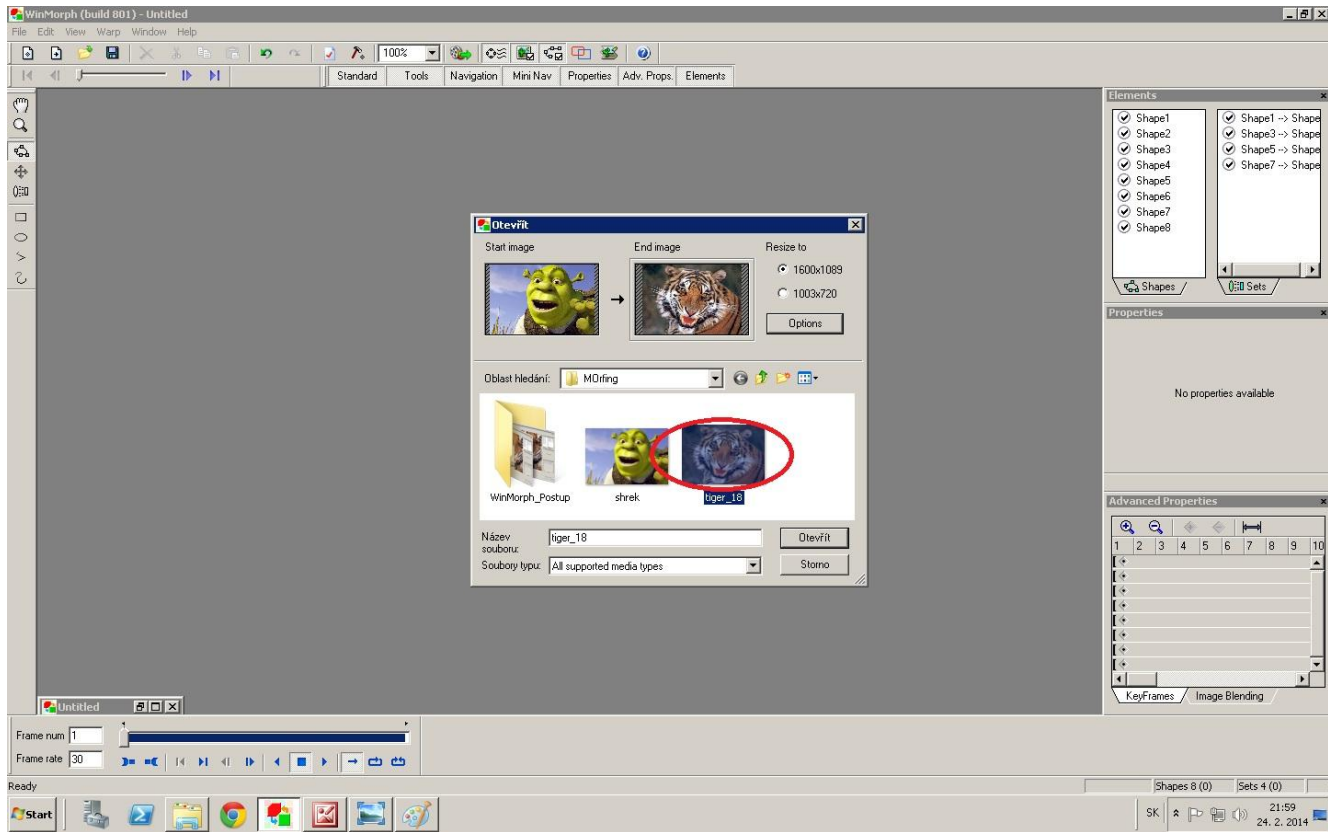 WinMorph (build 801) - Untitled
File Edit View Warp Window Help
100%
Standard Tools Navigation Mini Nav Properties Adv. Props. Elements
Elements
Shape1
Shape2
Shape3
Shape4
Shape5
Shape6
Shape7
Shape8
Shapes
Shape1 --> Shape
Shape3 --> Shape
Shape5 --> Shape
Shape7 --> Shape
Sets
Otevřít
Start image End image Resize to
1600x1089
1003x720
Options
Oblast hledání: MOrfing
WinMorph_Postup shrek tiger_18
Název souboru: tiger_18 Otevřít
Soubory typu: All supported media types Storno
Properties
No properties available
Advanced Properties
1 2 3 4 5 6 7 8 9 10
KeyFrames Image Blending
Untitled
Frame num 1
Frame rate 30
Ready Shapes 8 (0) Sets 4 (0)
Start SK 21:59
24. 2. 2014